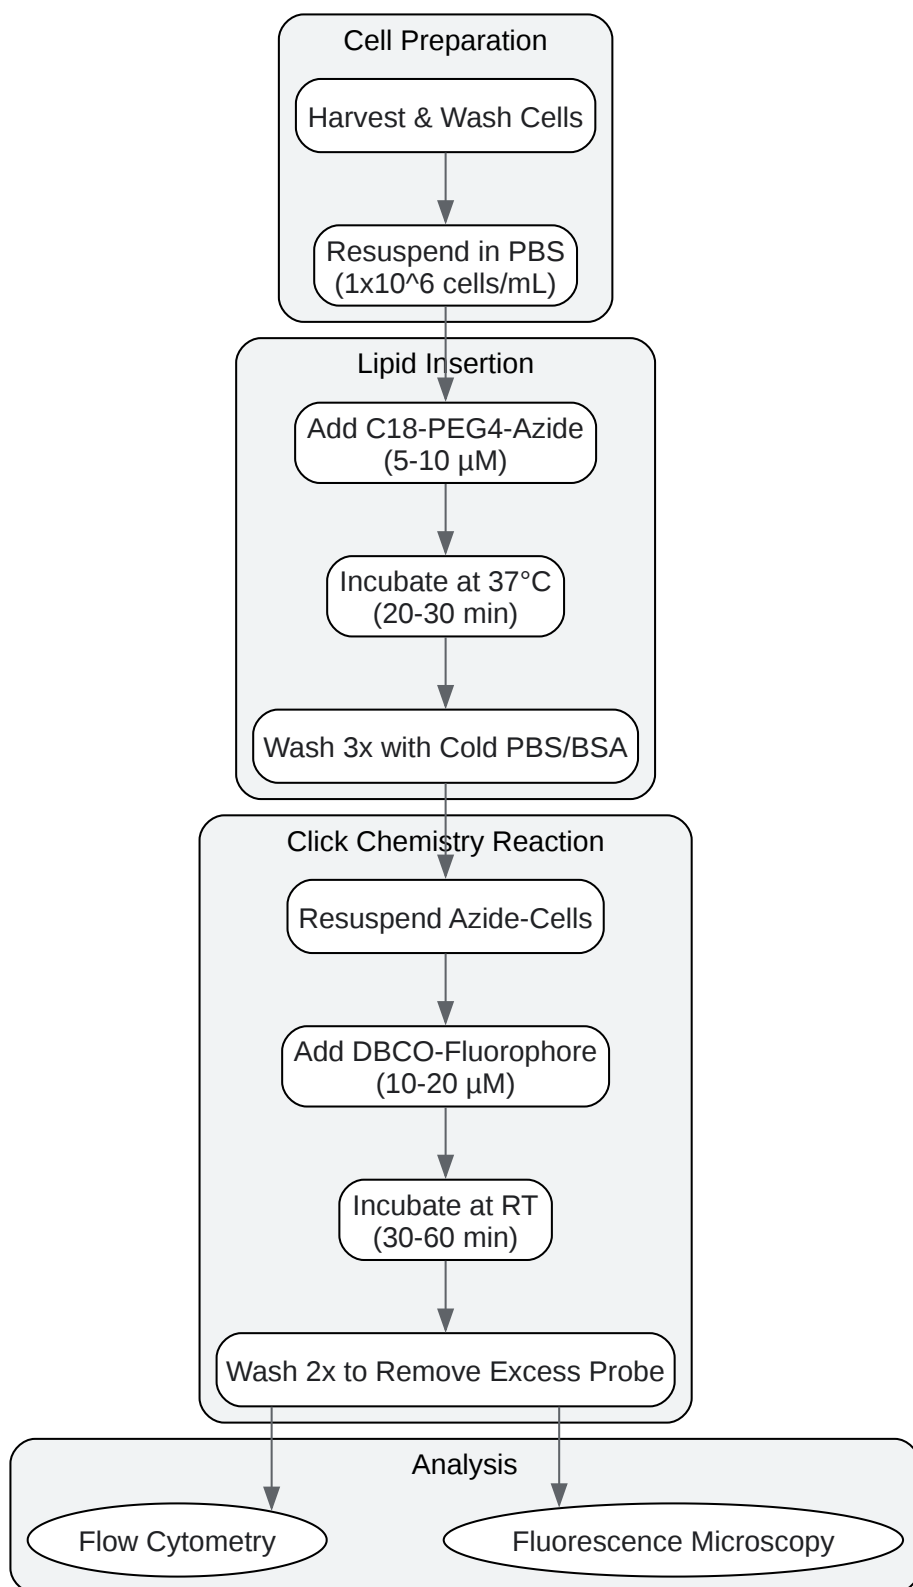 Cell Preparation
Harvest & Wash Cells
Resuspend in PBS
(1x10^6 cells/mL)
Lipid Insertion
Add C18-PEG4-Azide
(5-10 µM)
Incubate at 37°C
(20-30 min)
Wash 3x with Cold PBS/BSA
Click Chemistry Reaction
Resuspend Azide-Cells
Add DBCO-Fluorophore
(10-20 µM)
Incubate at RT
(30-60 min)
Wash 2x to Remove Excess Probe
Analysis
Flow Cytometry
Fluorescence Microscopy